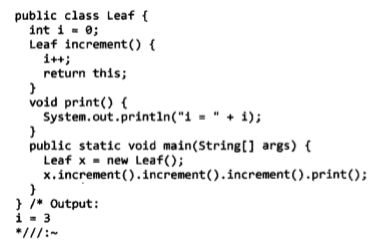 public class Leaf {
int i = 0;
Leaf increment() {
i++;
return this;
}
void print() {
System.out.println("i = " + i);
}
public static void main(String[] args) {
Leaf x = new Leaf();
x.increment().increment().increment().print();
}
} /* Output:
i = 3
*///:~